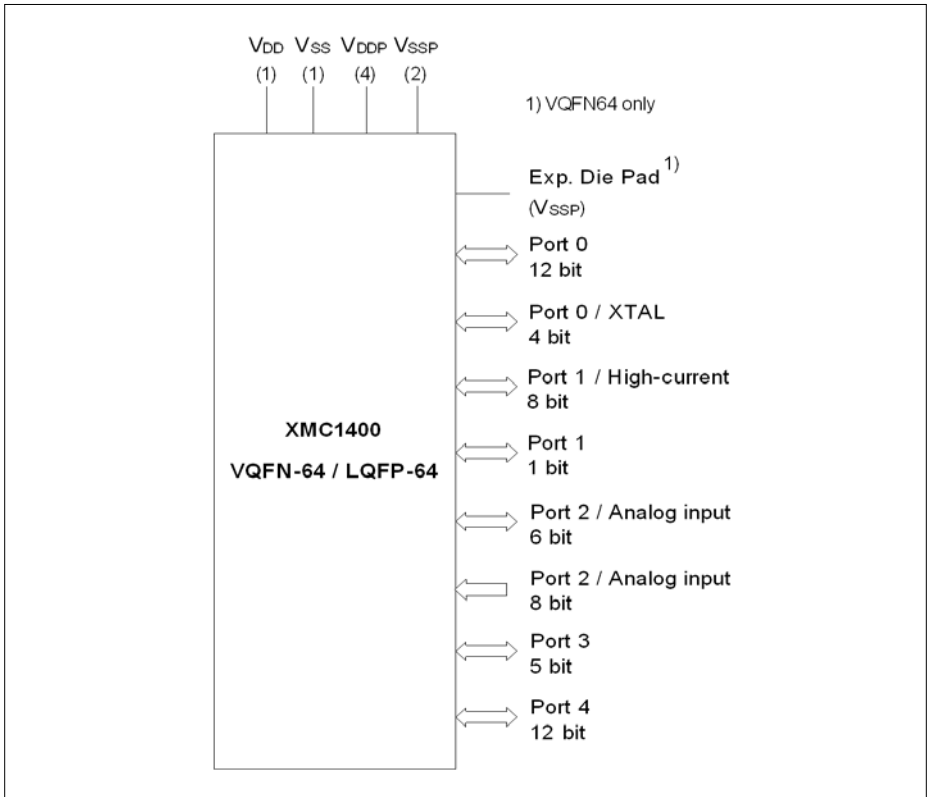 VDD VSS VDDP VSSP
(1) (1) (4) (2)
1) VQFN64 only
Exp. Die Pad 1)
(VSSP)
Port 0
12 bit
Port 0 / XTAL
4 bit
Port 1 / High-current
8 bit
XMC1400
VQFN-64 / LQFP-64
Port 1
1 bit
Port 2 / Analog input
6 bit
Port 2 / Analog input
8 bit
Port 3
5 bit
Port 4
12 bit